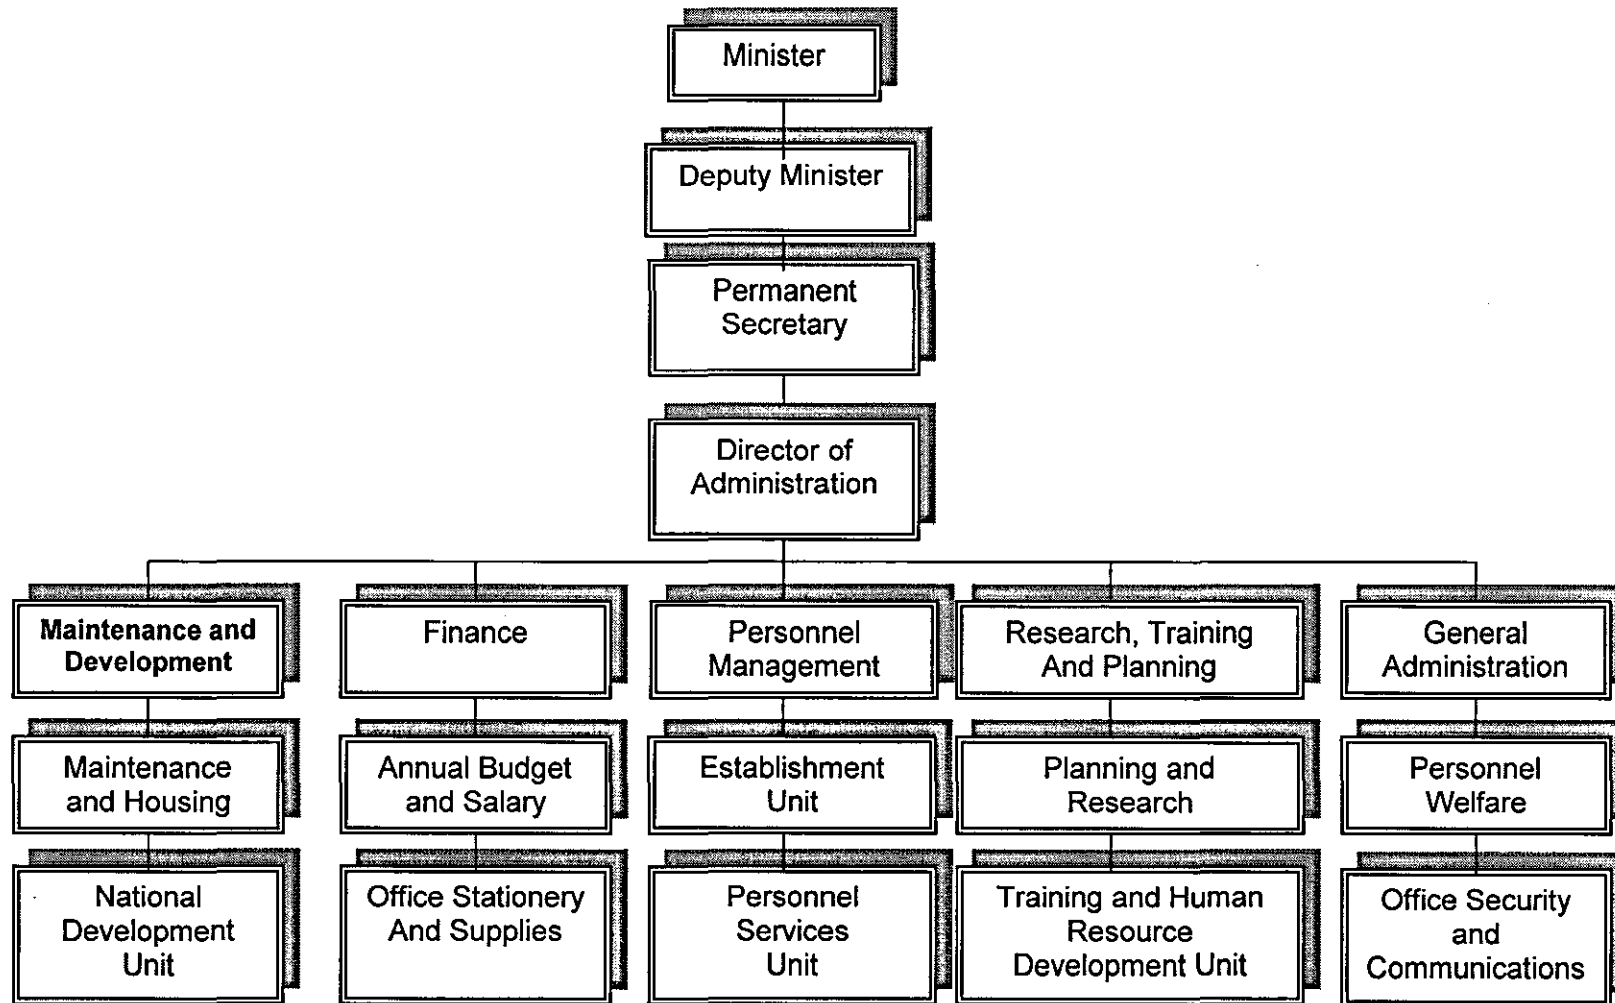 Minister
Deputy Minister
Permanent
Secretary
Director of
Administration
Maintenance and
Development
Finance
Personnel
Management
Research, Training
And Planning
General
Administration
Maintenance
and Housing
Annual Budget
and Salary
Establishment
Unit
Planning and
Research
Personnel
Welfare
National
Development
Unit
Office Stationery
And Supplies
Personnel
Services
Unit
Training and Human
Resource
Development Unit
Office Security
and
Communications